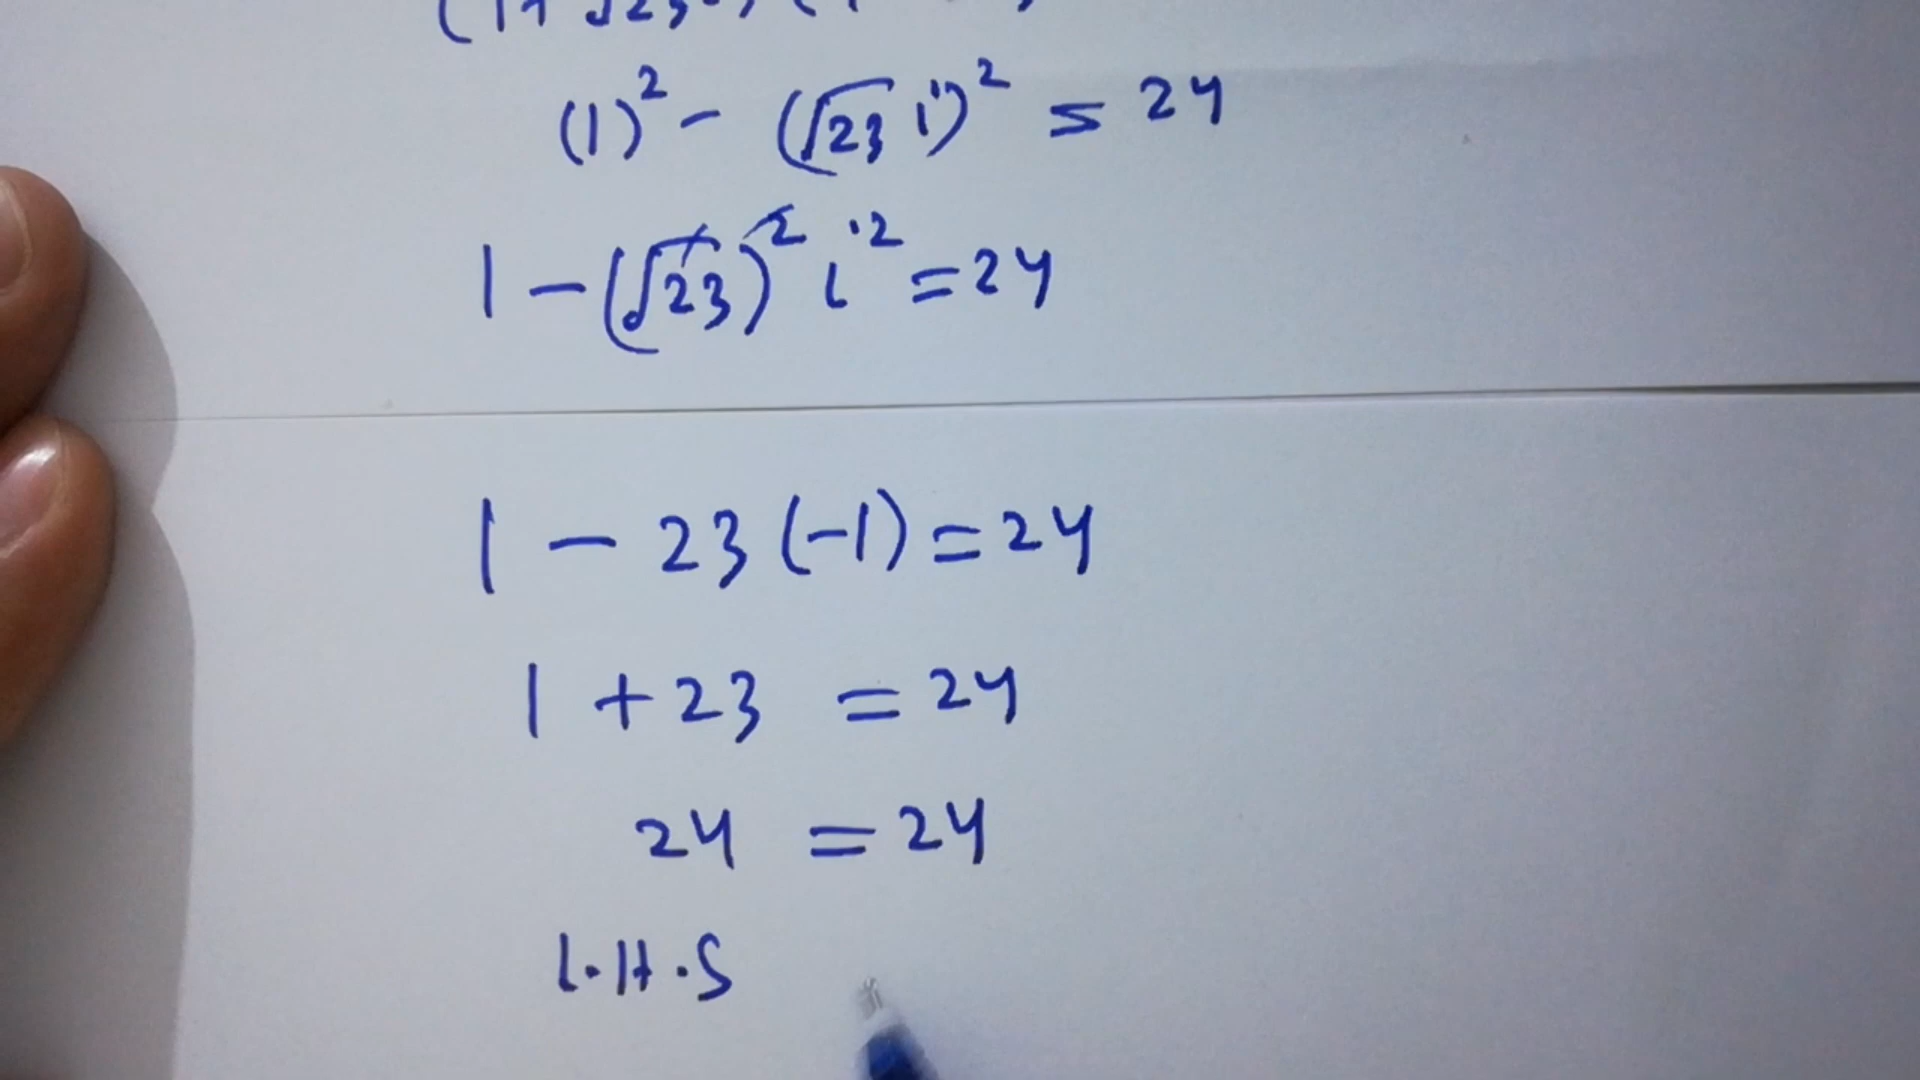 (1)² - (√23 i)² = 24
1 - (√23)² i² = 24
1 - 23 (-1) = 24
1 + 23 = 24
24 = 24
L.H.S